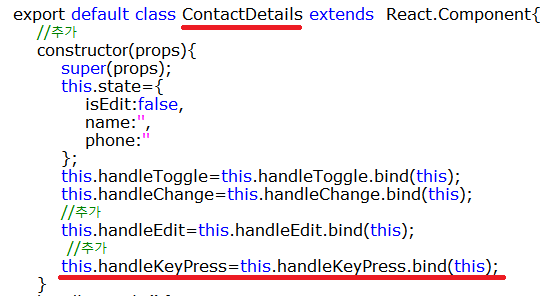 export default class ContactDetails extends React.Component{
//추가
constructor(props){
super(props);
this.state={
isEdit:false,
name:'',
phone:''
};
this.handleToggle=this.handleToggle.bind(this);
this.handleChange=this.handleChange.bind(this);
//추가
this.handleEdit=this.handleEdit.bind(this);
//추가
this.handleKeyPress=this.handleKeyPress.bind(this);
}